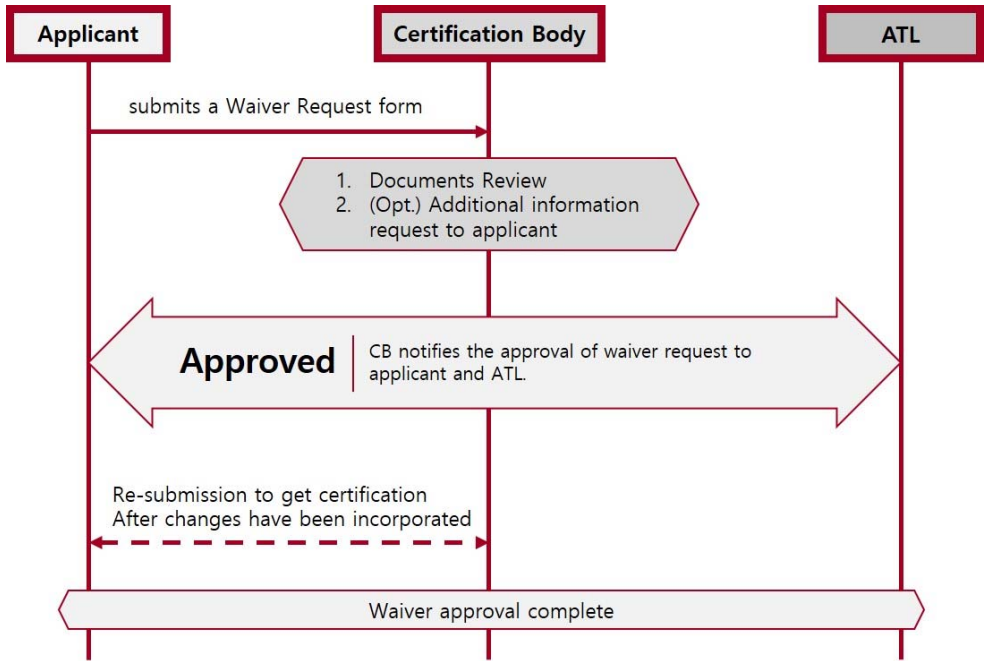 Applicant
Certification Body
ATL
submits a Waiver Request form
1. Documents Review
2. (Opt.) Additional information
request to applicant
Approved
CB notifies the approval of waiver request to
applicant and ATL.
Re-submission to get certification
After changes have been incorporated
Waiver approval complete